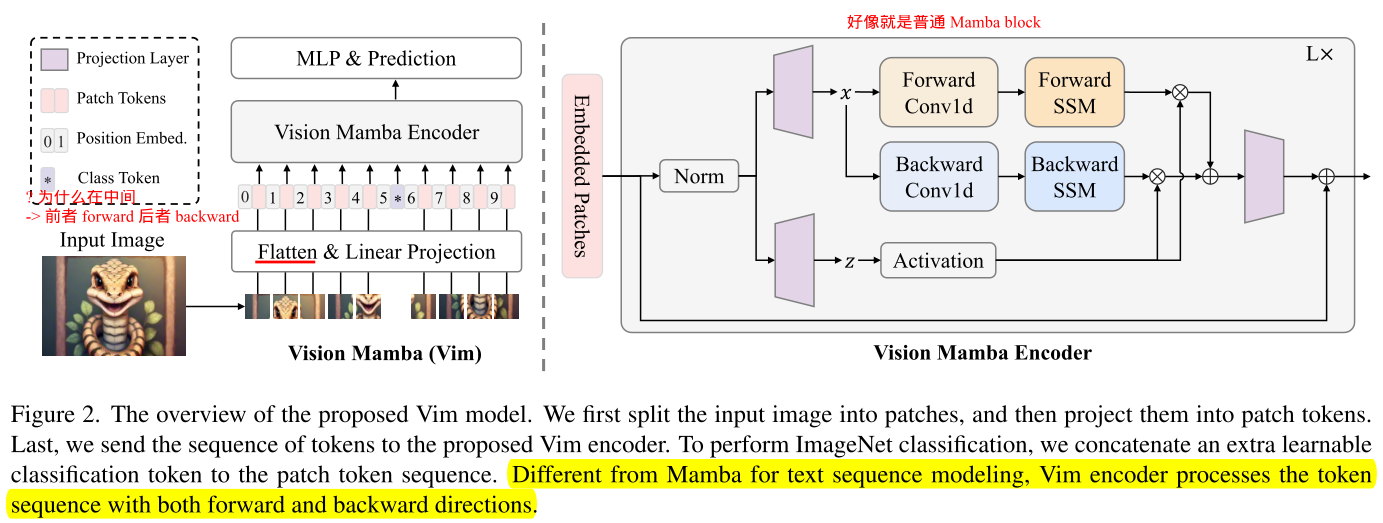 好像就是普通 Mamba block
Projection Layer
Patch Tokens
0 1 Position Embed.
* Class Token
? 为什么在中间
-> 前者 forward 后者 backward
Input Image
MLP & Prediction
Vision Mamba Encoder
0 1 2 3 4 5 * 6 7 8 9
Flatten & Linear Projection
Vision Mamba (Vim)
Embedded Patches
L×
Norm
x
Forward
Conv1d
Forward
SSM
Backward
Conv1d
Backward
SSM
z
Activation
Vision Mamba Encoder
Figure 2. The overview of the proposed Vim model. We first split the input image into patches, and then project them into patch tokens.
Last, we send the sequence of tokens to the proposed Vim encoder. To perform ImageNet classification, we concatenate an extra learnable
classification token to the patch token sequence. Different from Mamba for text sequence modeling, Vim encoder processes the token
sequence with both forward and backward directions.